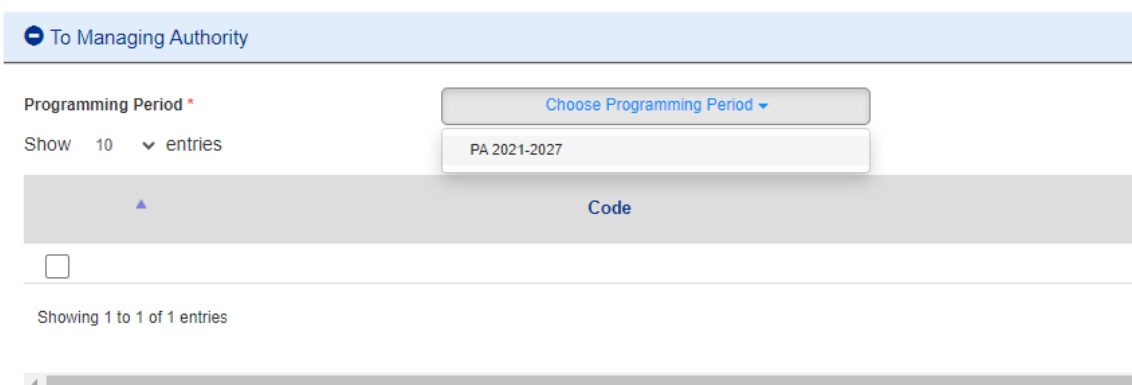 To Managing Authority
Programming Period *
Choose Programming Period
Show 10 entries
PA 2021-2027
Code
Showing 1 to 1 of 1 entries